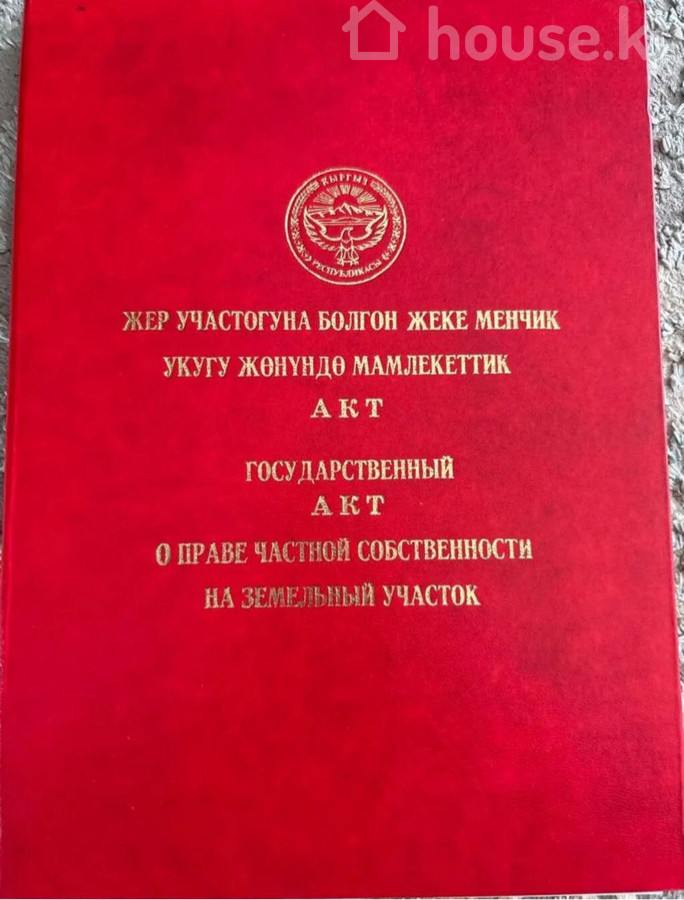 house.k
КЫРГЫЗ
РЕСПУБЛИКАСЫ
ЖЕР УЧАСТОГУНА БОЛГОН ЖЕКЕ МЕНЧИК
УКУГУ ЖӨНҮНДӨ МАМЛЕКЕТТИК
АКТ
ГОСУДАРСТВЕННЫЙ
АКТ
О ПРАВЕ ЧАСТНОЙ СОБСТВЕННОСТИ
НА ЗЕМЕЛЬНЫЙ УЧАСТОК